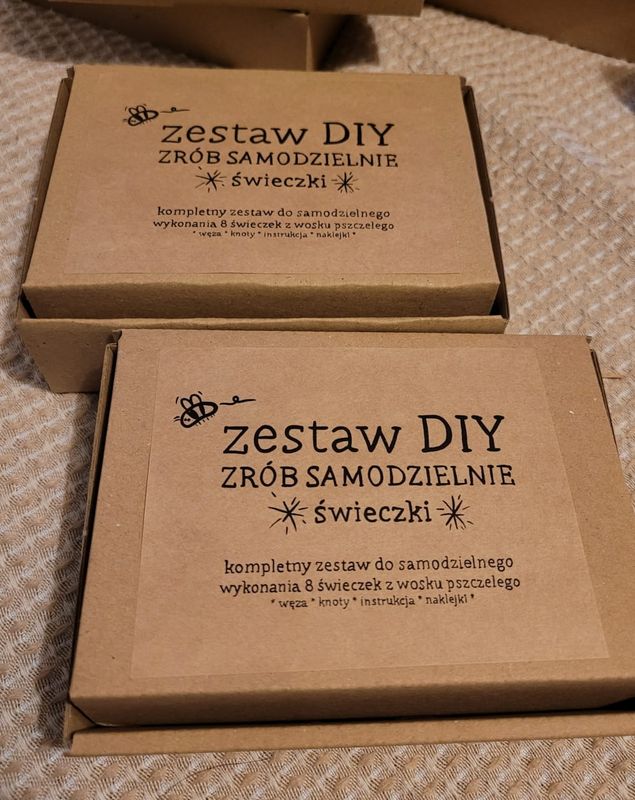 zestaw DIY
ZRÓB SAMODZIELNIE
świeczki
kompletny zestaw do samodzielnego
wykonania 8 świeczek z wosku pszczelego
* węza * knoty * instrukcja * naklejki *
zestaw DIY
ZRÓB SAMODZIELNIE
świeczki
kompletny zestaw do samodzielnego
wykonania 8 świeczek z wosku pszczelego
* węza * knoty * instrukcja * naklejki *